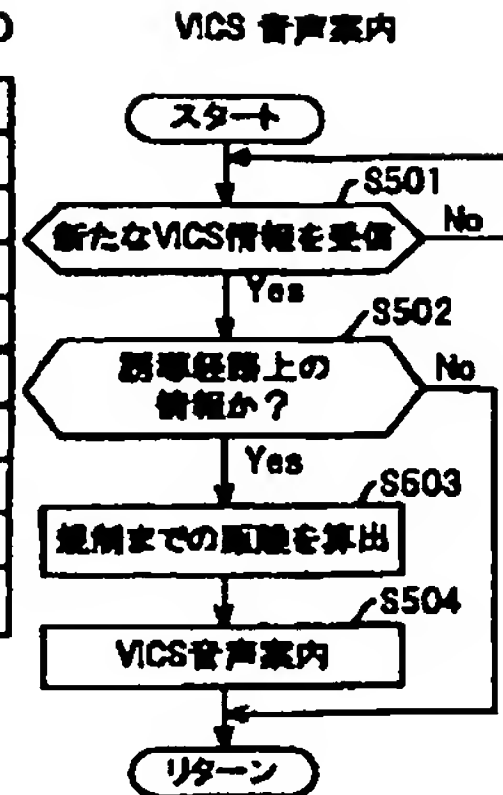 VICS 音声案内
スタート
S501
新たなVICS情報を受信
No
Yes
S502
誘導経路上の
情報か？
No
Yes
S503
規制までの距離を算出
S504
VICS音声案内
リターン